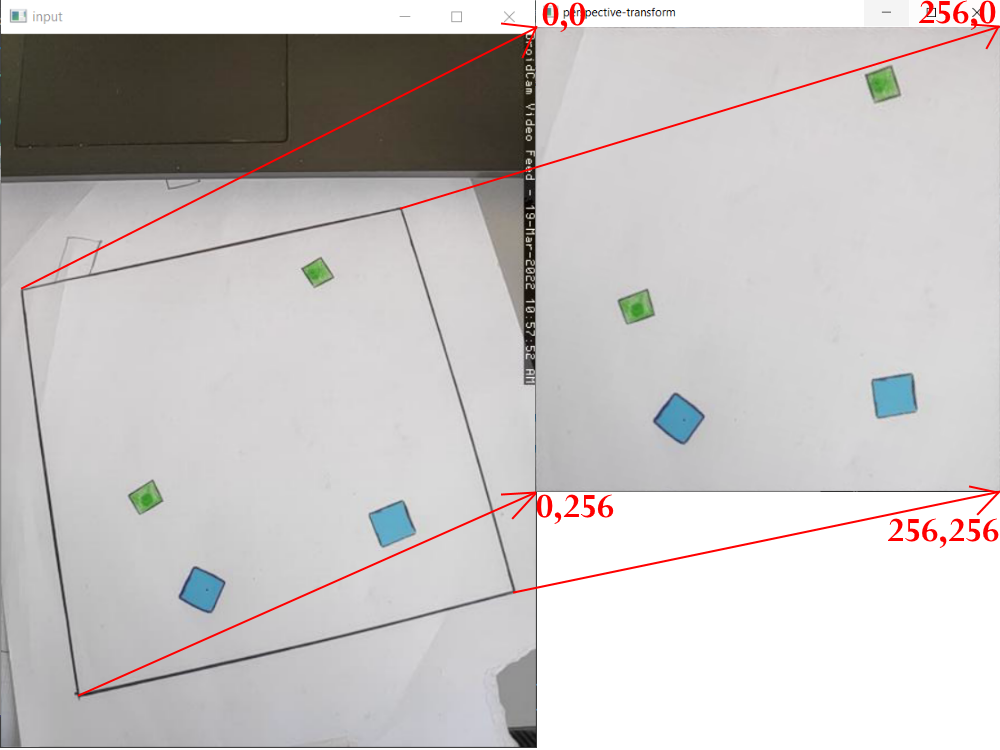 input
perspective-transform
0,0
256,0
DroidCam Video Feed - 19-Mar-2022 10:57:52 AM
0,256
256,256